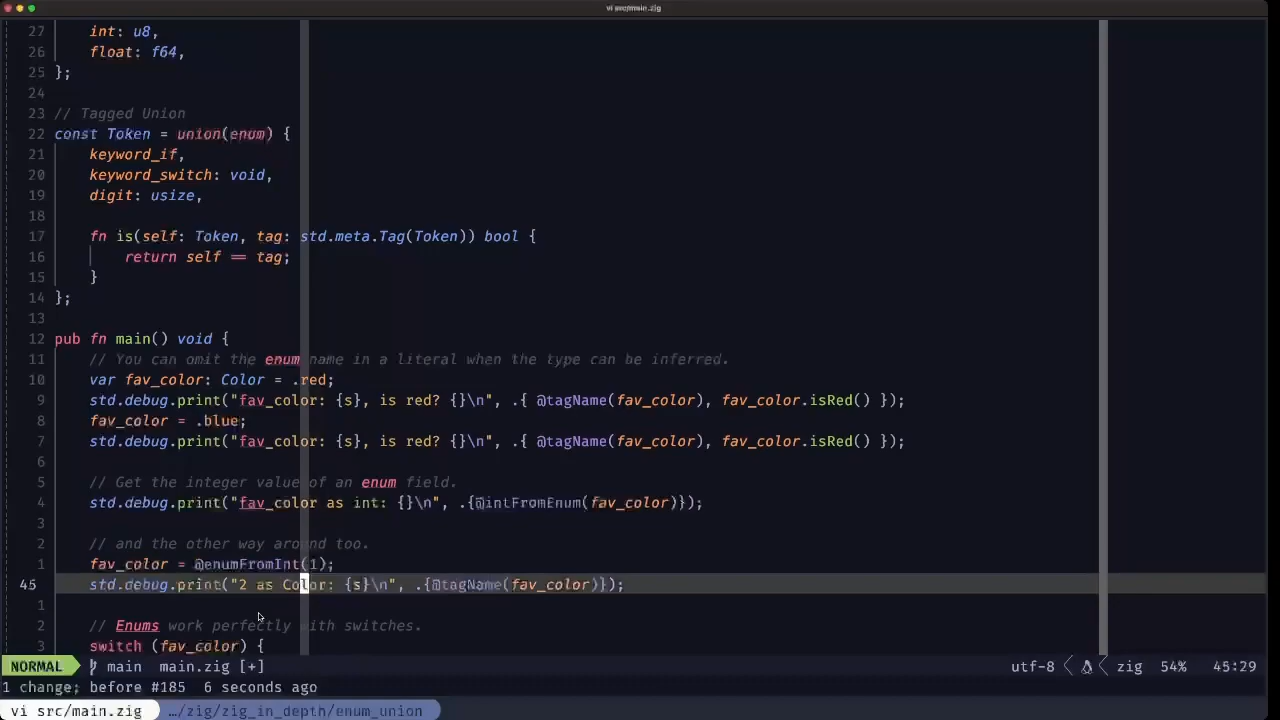 vi src/main.zig
27 int: u8,
26 float: f64,
25 };
24
23 // Tagged Union
22 const Token = union(enum) {
21 keyword_if,
20 keyword_switch: void,
19 digit: usize,
18
17 fn is(self: Token, tag: std.meta.Tag(Token)) bool {
16 return self == tag;
15 }
14 };
13
12 pub fn main() void {
11 // You can omit the enum name in a literal when the type can be inferred.
10 var fav_color: Color = .red;
9 std.debug.print("fav_color: {s}, is red? {}\n", .{ @tagName(fav_color), fav_color.isRed() });
8 fav_color = .blue;
7 std.debug.print("fav_color: {s}, is red? {}\n", .{ @tagName(fav_color), fav_color.isRed() });
6
5 // Get the integer value of an enum field.
4 std.debug.print("fav_color as int: {}\n", .{@intFromEnum(fav_color)});
3
2 // and the other way around too.
1 fav_color = @enumFromInt(1);
45 std.debug.print("2 as Color: {s}\n", .{@tagName(fav_color)});
1
2 // Enums work perfectly with switches.
3 switch (fav_color) {
NORMAL main main.zig [+] utf-8 zig 54% 45:29
1 change; before #185 6 seconds ago
vi src/main.zig …/zig/zig_in_depth/enum_union